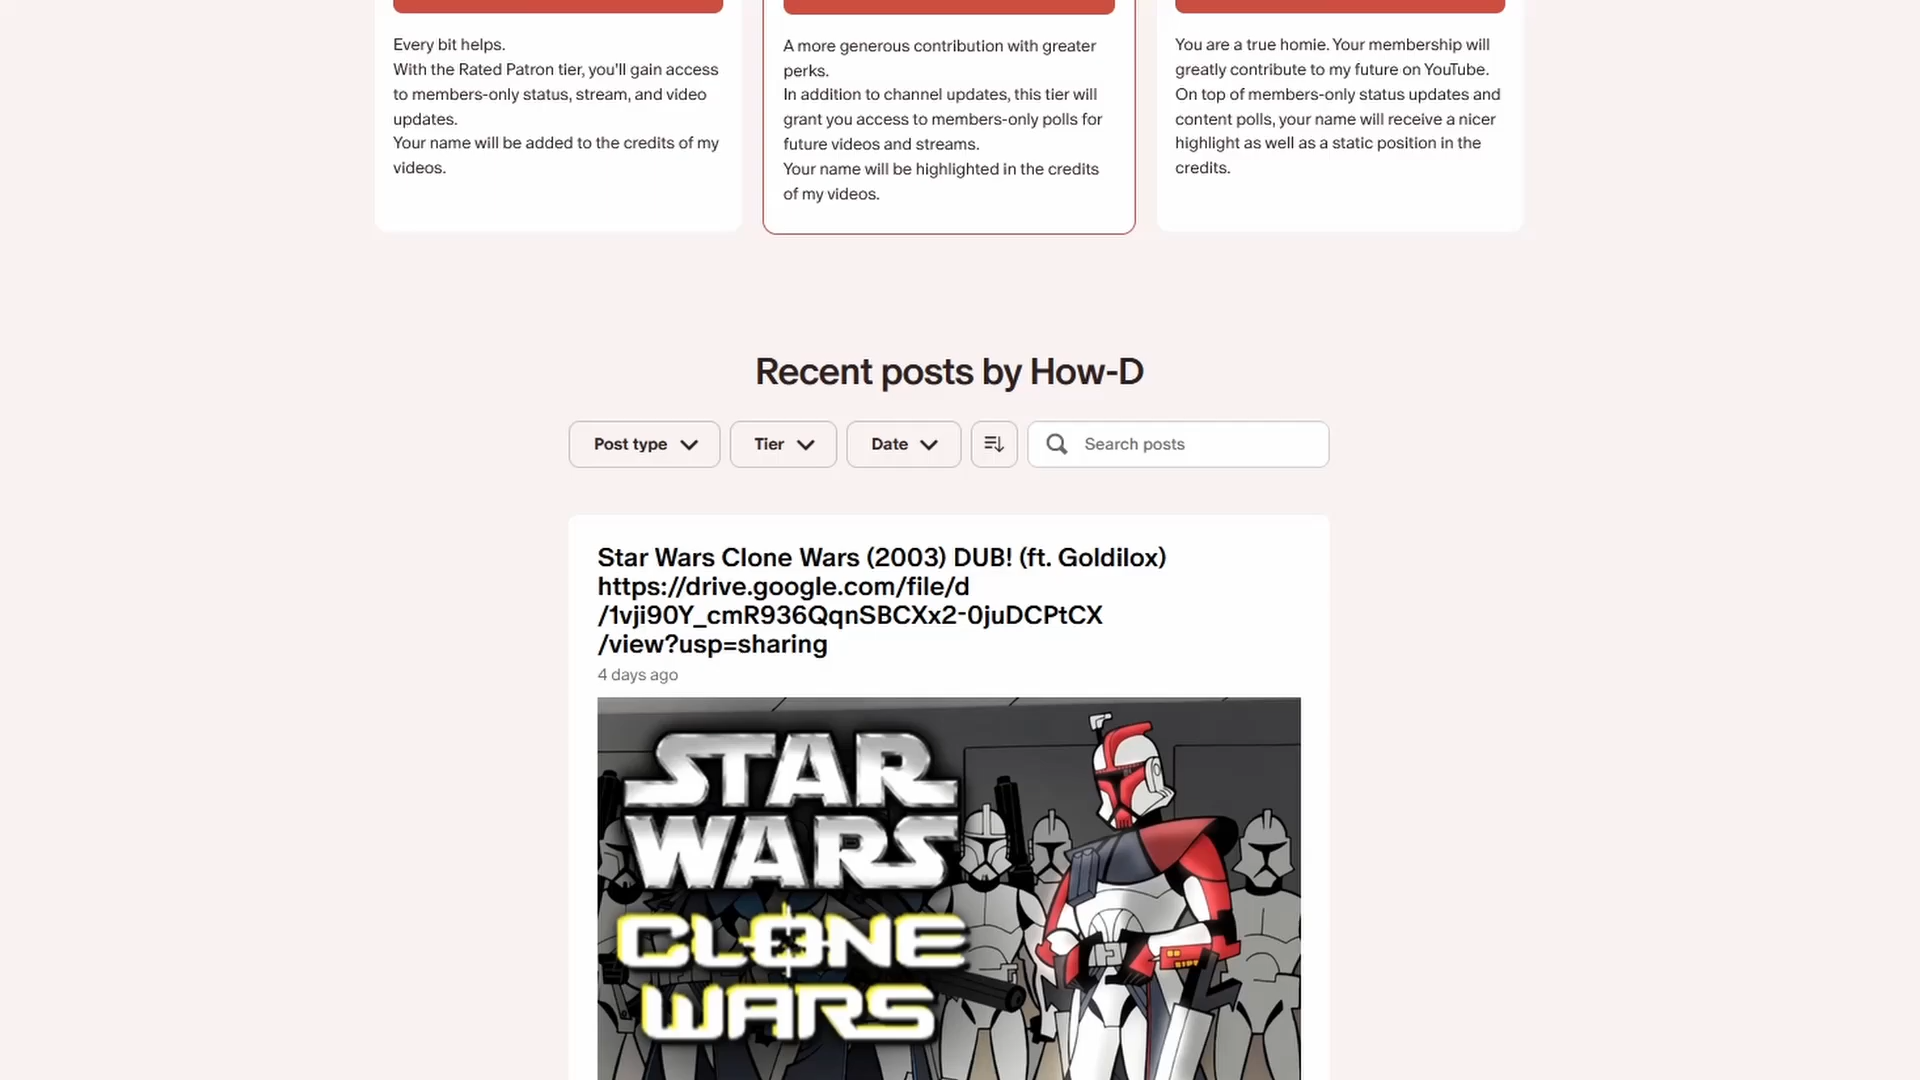 Every bit helps.
With the Rated Patron tier, you'll gain access
to members-only status, stream, and video
updates.
Your name will be added to the credits of my
videos.
A more generous contribution with greater
perks.
In addition to channel updates, this tier will
grant you access to members-only polls for
future videos and streams.
Your name will be highlighted in the credits
of my videos.
You are a true homie. Your membership will
greatly contribute to my future on YouTube.
On top of members-only status updates and
content polls, your name will receive a nicer
highlight as well as a static position in the
credits.
Recent posts by How-D
Post type
Tier
Date
Search posts
Star Wars Clone Wars (2003) DUB! (ft. Goldilox)
https://drive.google.com/file/d
/1vji90Y_cmR936QqnSBCXx2-0juDCPtCX
/view?usp=sharing
4 days ago
STAR
WARS
CLONE
WARS